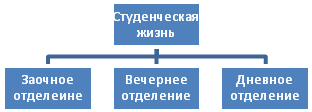 Студенческая
жизнь
Заочное
отделеине
Вечернее
отделение
Дневное
отделение